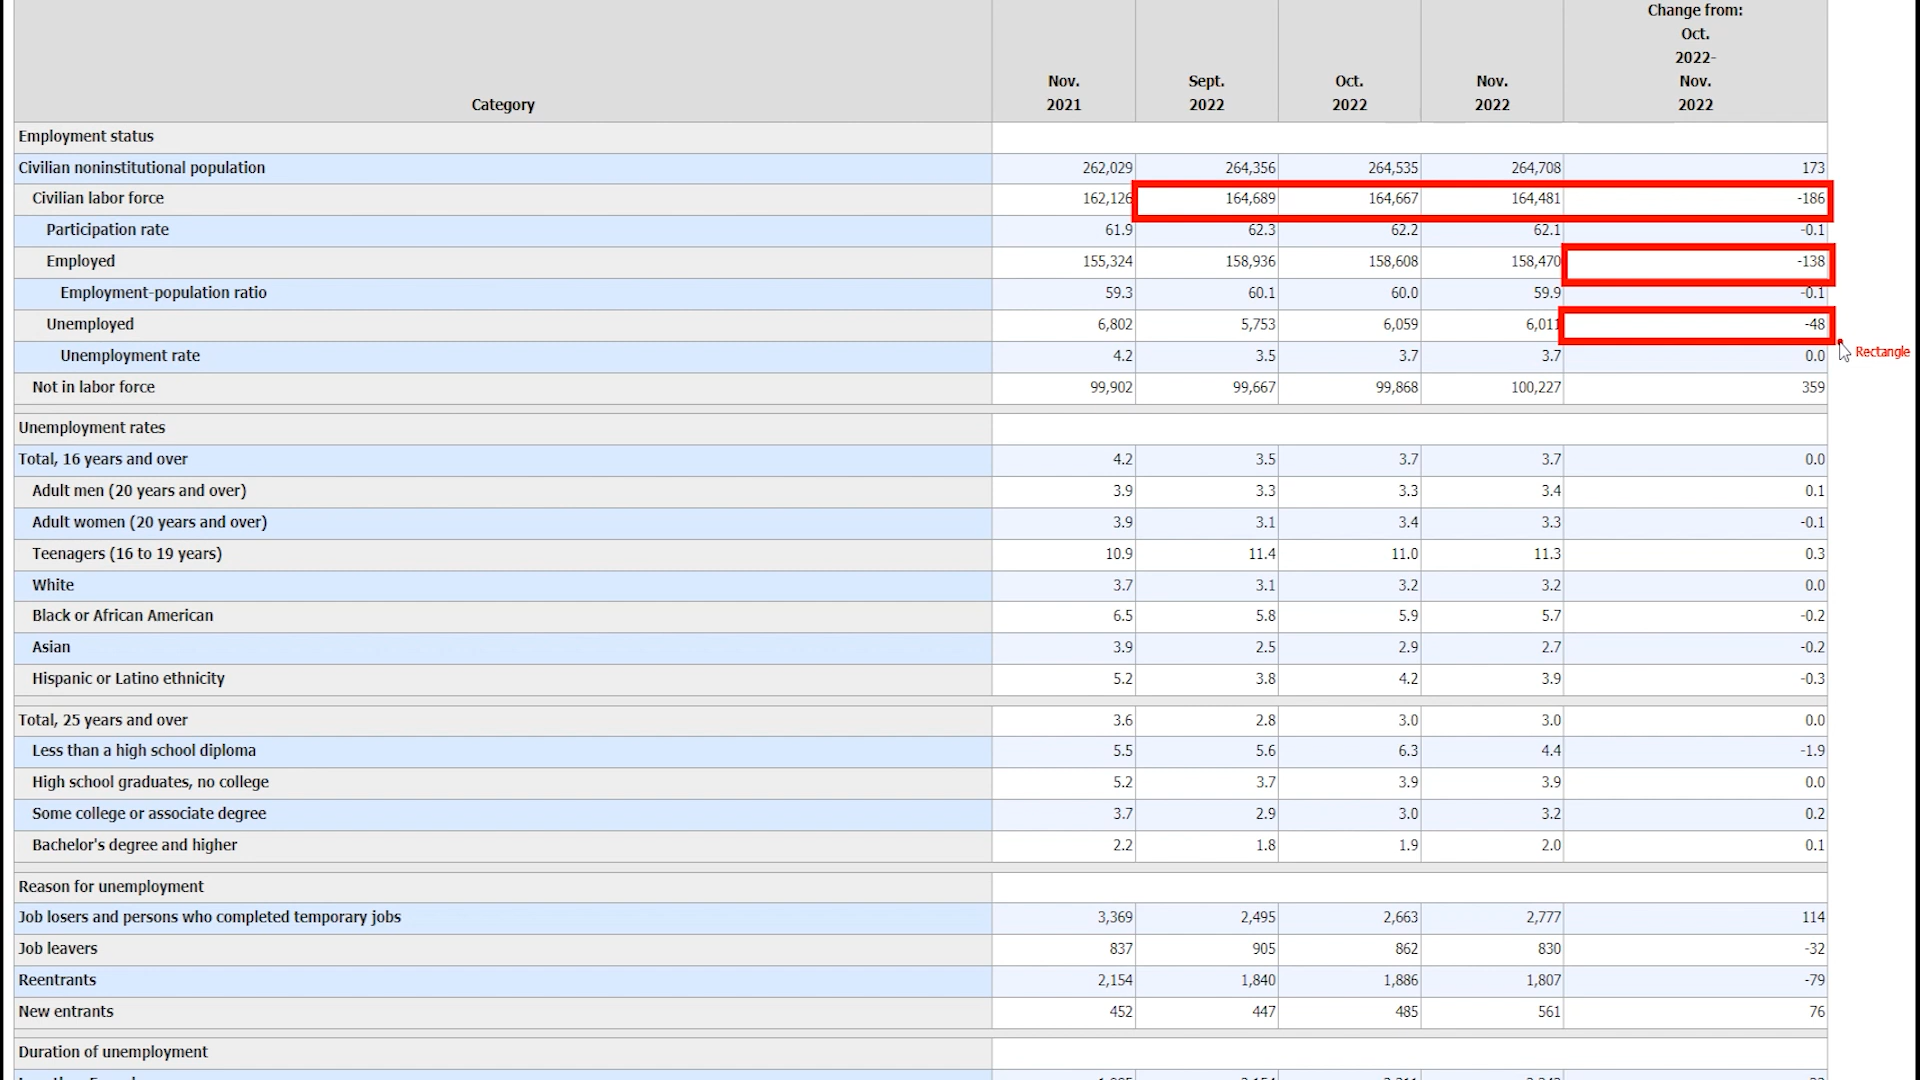 Change from:
Oct.
2022-
Nov.
2022
Category
Nov.
2021
Sept.
2022
Oct.
2022
Nov.
2022
Employment status
Civilian noninstitutional population 262,029 264,356 264,535 264,708 173
Civilian labor force 162,126 164,689 164,667 164,481 -186
Participation rate 61.9 62.3 62.2 62.1 -0.1
Employed 155,324 158,936 158,608 158,470 -138
Employment-population ratio 59.3 60.1 60.0 59.9 -0.1
Unemployed 6,802 5,753 6,059 6,011 -48
Rectangle
Unemployment rate 4.2 3.5 3.7 3.7 0.0
Not in labor force 99,902 99,667 99,868 100,227 359
Unemployment rates
Total, 16 years and over 4.2 3.5 3.7 3.7 0.0
Adult men (20 years and over) 3.9 3.3 3.3 3.4 0.1
Adult women (20 years and over) 3.9 3.1 3.4 3.3 -0.1
Teenagers (16 to 19 years) 10.9 11.4 11.0 11.3 0.3
White 3.7 3.1 3.2 3.2 0.0
Black or African American 6.5 5.8 5.9 5.7 -0.2
Asian 3.9 2.5 2.9 2.7 -0.2
Hispanic or Latino ethnicity 5.2 3.8 4.2 3.9 -0.3
Total, 25 years and over 3.6 2.8 3.0 3.0 0.0
Less than a high school diploma 5.5 5.6 6.3 4.4 -1.9
High school graduates, no college 5.2 3.7 3.9 3.9 0.0
Some college or associate degree 3.7 2.9 3.0 3.2 0.2
Bachelor's degree and higher 2.2 1.8 1.9 2.0 0.1
Reason for unemployment
Job losers and persons who completed temporary jobs 3,369 2,495 2,663 2,777 114
Job leavers 837 905 862 830 -32
Reentrants 2,154 1,840 1,886 1,807 -79
New entrants 452 447 485 561 76
Duration of unemployment